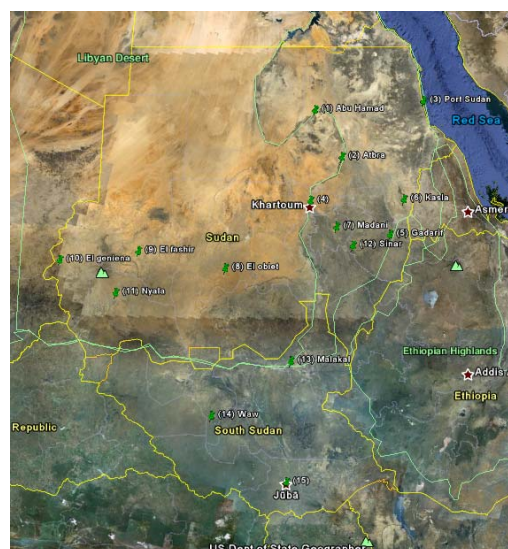 Libyan Desert
(1) Abu Hamad
(3) Port Sudan
Red Sea
(2) Atbra
(6) Kasla
(4)
Khartoum
Asmer
(7) Madani
(5) Gadarif
Sudan
(12) Sinar
(9) El fashir
(10) El geniena
(8) El obiet
(11) Nyala
Ethiopian Highlands
(13) Malakal
Addis
Ethiopia
(14) Waw
Republic
South Sudan
(15)
Jūbā
US Dept of State Geographer